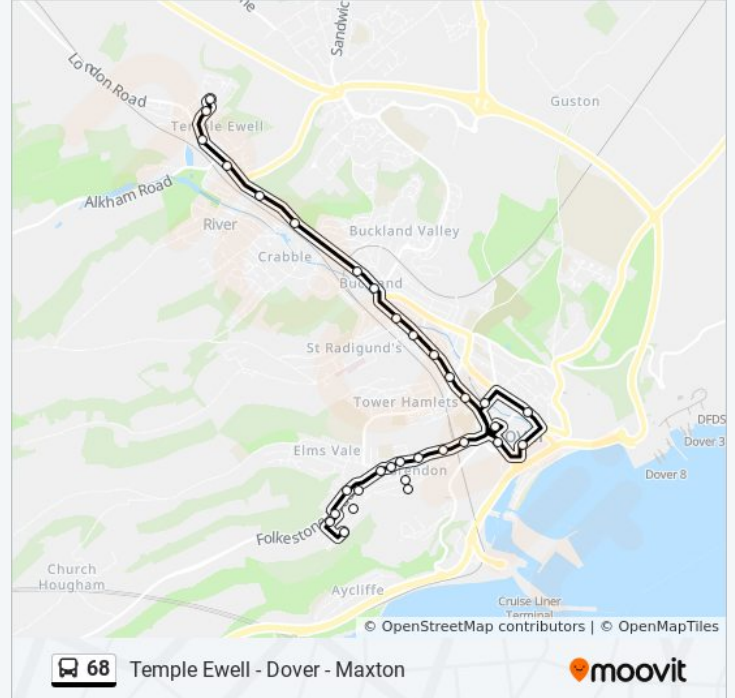 Sandwic
London Road
Guston
Temple Ewell
Alkham Road
River
Buckland Valley
Crabble
Buckland
St Radigund's
Tower Hamlets
DFDS
Dover 3
Elms Vale
Dover 8
Folkestone
Church
Hougham
Aycliffe
Cruise Liner
Terminal
© OpenStreetMap contributors | © OpenMapTiles
68 Temple Ewell - Dover - Maxton
moovit